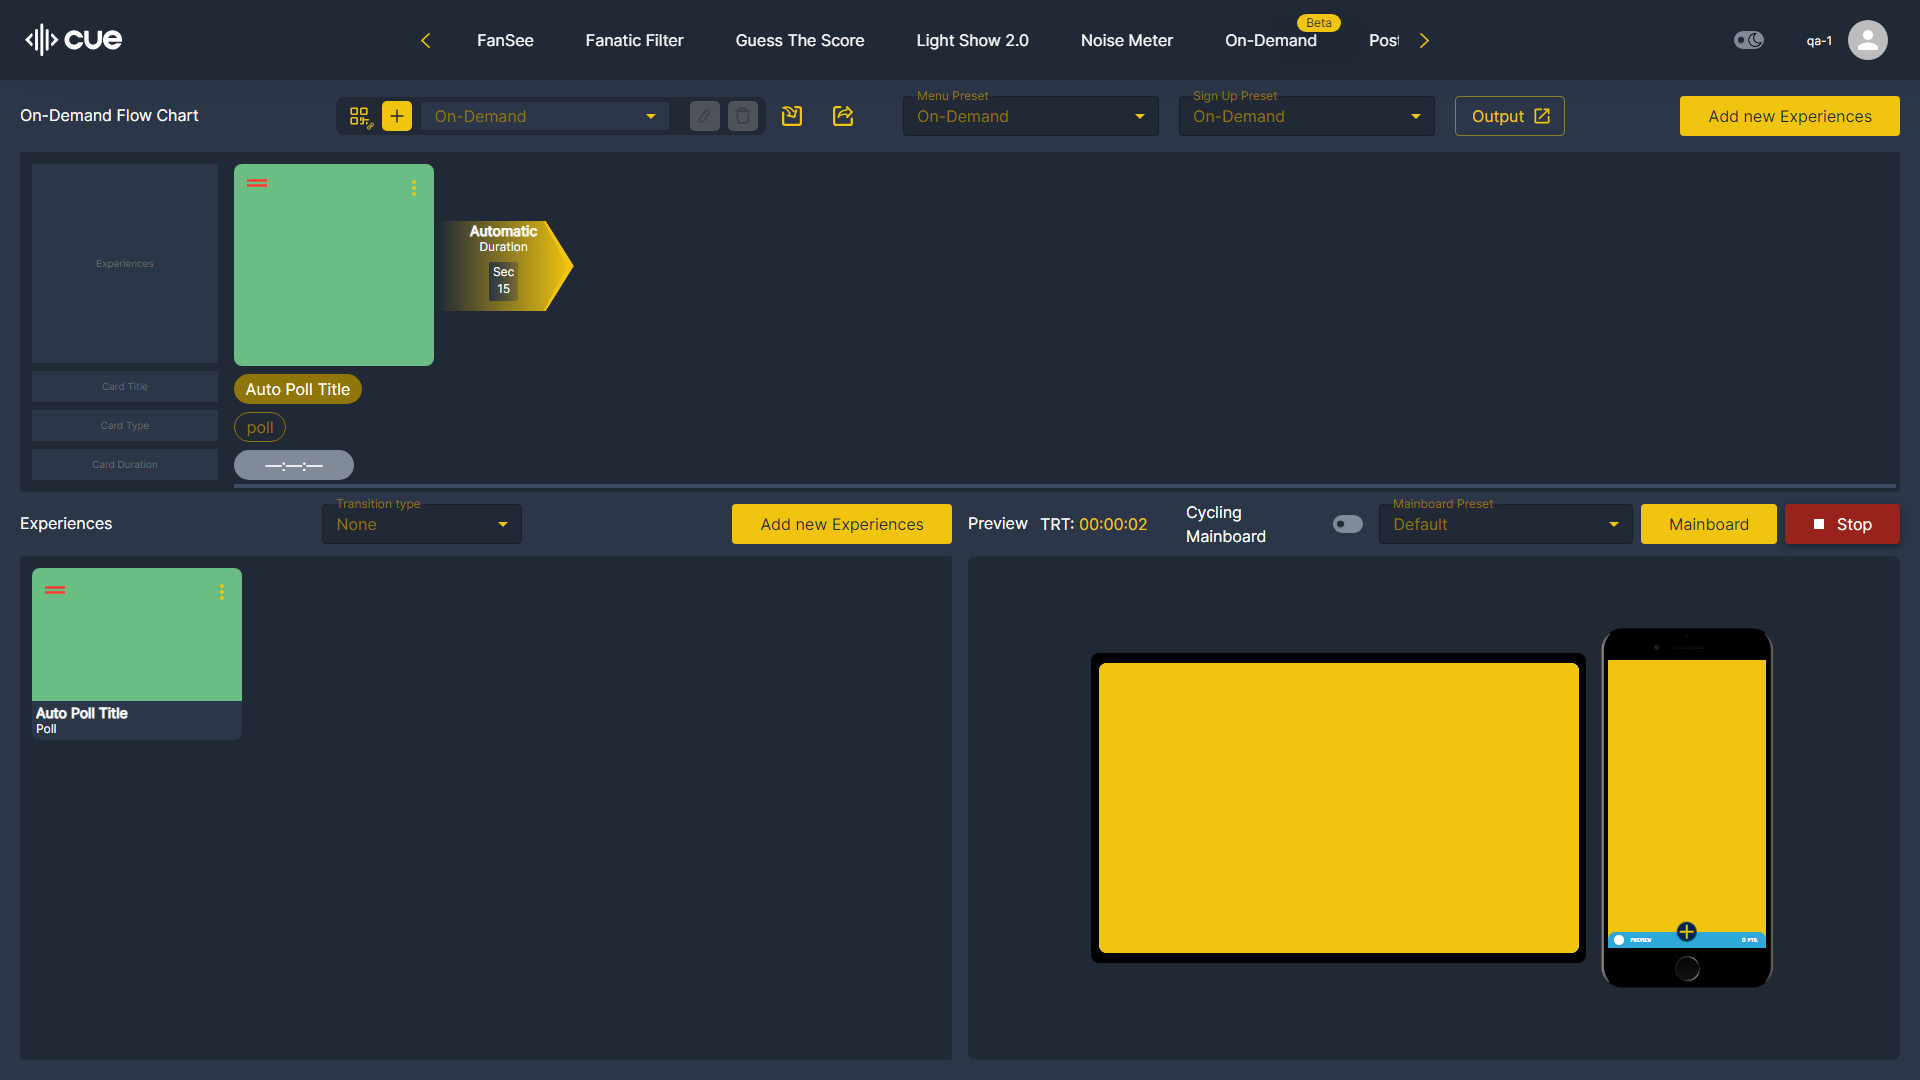 cue
FanSee
Fanatic Filter
Guess The Score
Light Show 2.0
Noise Meter
On-Demand
Beta
Pos
qa-1
On-Demand Flow Chart
On-Demand
Menu Preset
On-Demand
Sign Up Preset
On-Demand
Output
Add new Experiences
Experiences
Automatic
Duration
Sec
15
Card Title
Auto Poll Title
Card Type
poll
Card Duration
—:—:—
Experiences
Transition type
None
Add new Experiences
Preview
TRT: 00:00:02
Cycling
Mainboard
Mainboard Preset
Default
Mainboard
Stop
Auto Poll Title
Poll
PREVIEW
0 PTS.